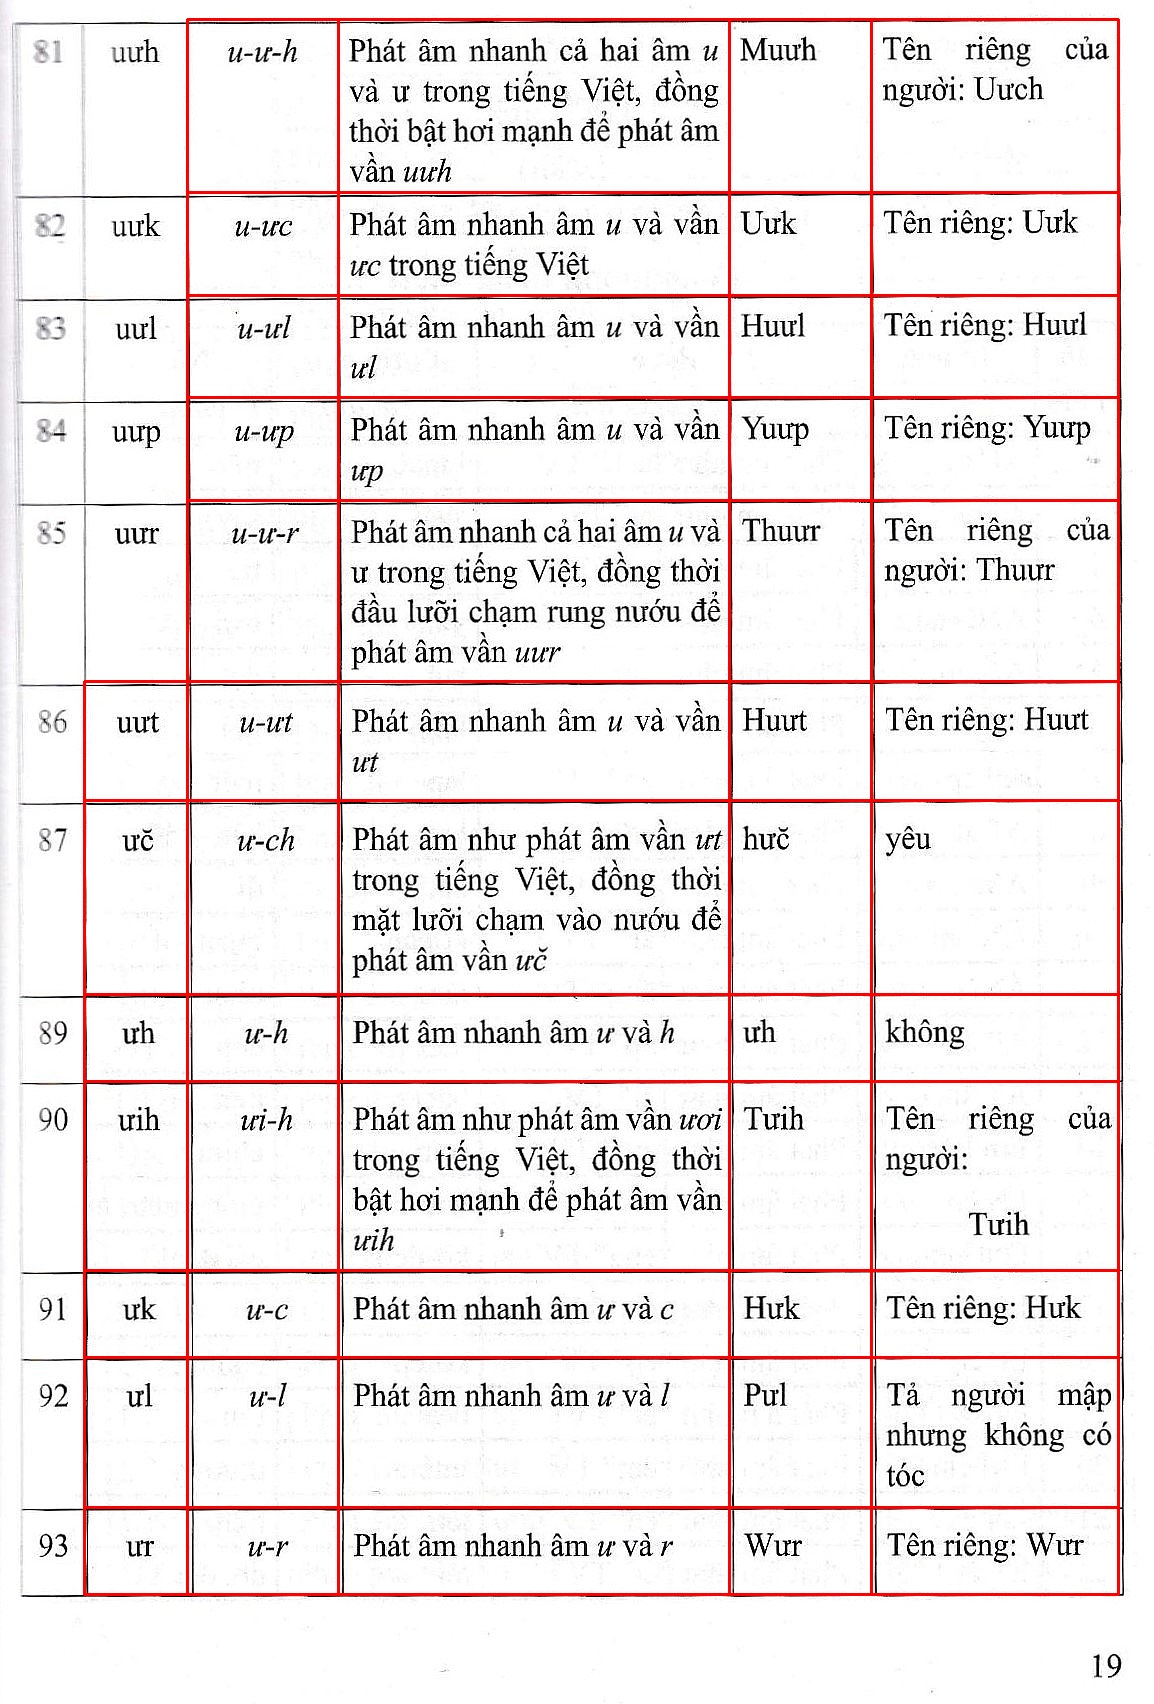 81 uưh u-ư-h Phát âm nhanh cả hai âm u Muưh Tên riêng của
và ư trong tiếng Việt, đồng người: Uưch
thời bật hơi mạnh để phát âm
vần uưh
82 uưk u-ưc Phát âm nhanh âm u và vần Uưk Tên riêng: Uưk
ưc trong tiếng Việt
83 uưl u-ưl Phát âm nhanh âm u và vần Huưl Tên riêng: Huưl
ưl
84 uưp u-ưp Phát âm nhanh âm u và vần Yuưp Tên riêng: Yuưp
ưp
85 uưr u-ư-r Phát âm nhanh cả hai âm u và Thuưr Tên riêng của
ư trong tiếng Việt, đồng thời người: Thuưr
đầu lưỡi chạm rung nướu để
phát âm vần uưr
86 uưt u-ưt Phát âm nhanh âm u và vần Huưt Tên riêng: Huưt
ưt
87 ưč ư-ch Phát âm như phát âm vần ưt hưč yêu
trong tiếng Việt, đồng thời
mặt lưỡi chạm vào nướu để
phát âm vần ưč
89 ưh ư-h Phát âm nhanh âm ư và h ưh không
90 ưih ưi-h Phát âm như phát âm vần ươi Tưih Tên riêng của
trong tiếng Việt, đồng thời người:
bật hơi mạnh để phát âm vần Tưih
ưih
91 ưk ư-c Phát âm nhanh âm ư và c Hưk Tên riêng: Hưk
92 ưl ư-l Phát âm nhanh âm ư và l Pưl Tả người mập
nhưng không có
tóc
93 ưr ư-r Phát âm nhanh âm ư và r Wưr Tên riêng: Wưr
19